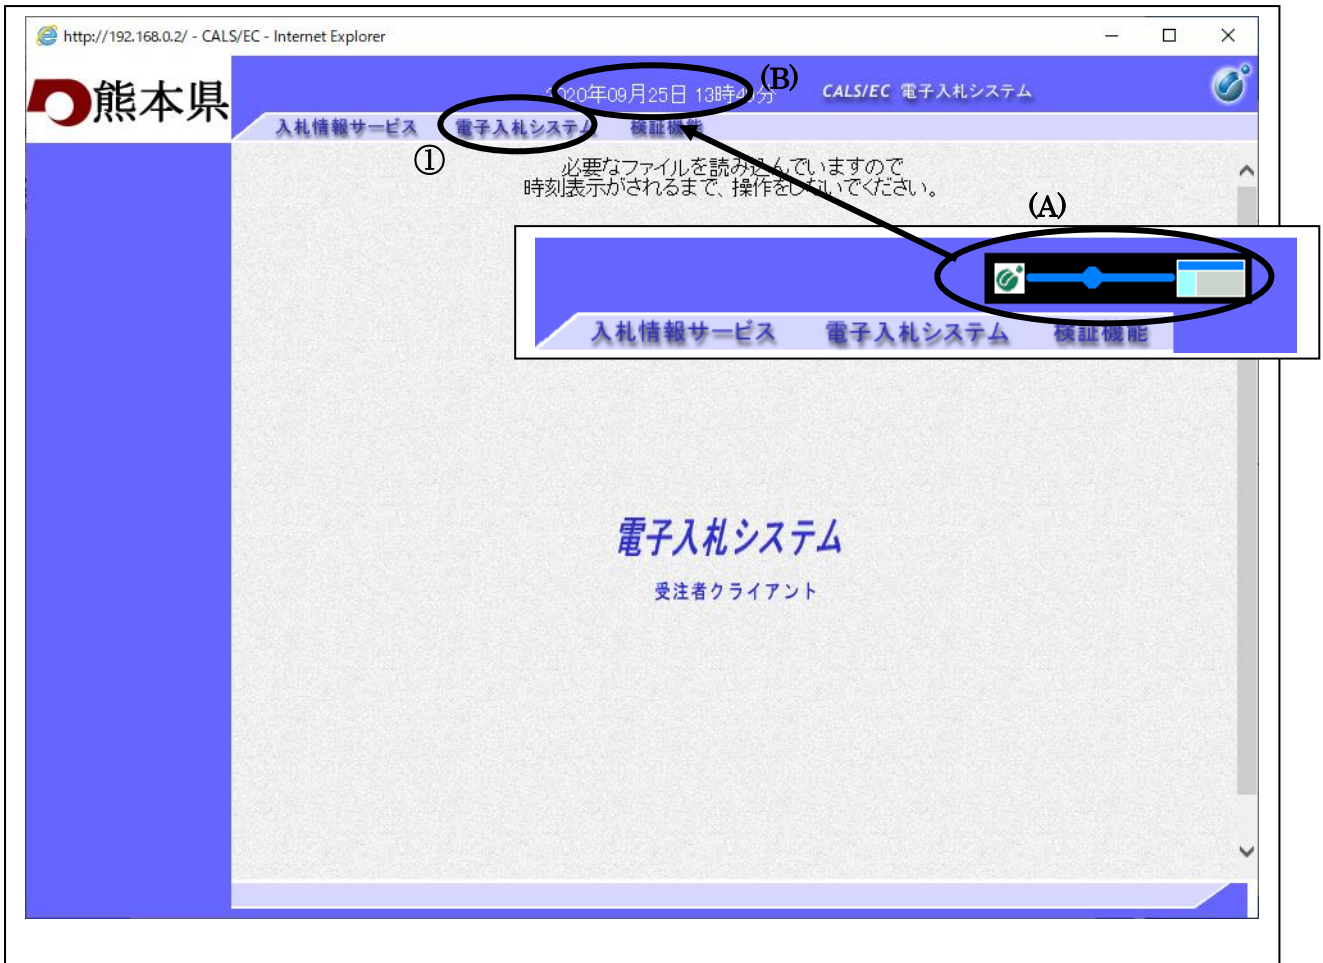 http://192.168.0.2/ - CALS/EC - Internet Explorer
熊本県
2020年09月25日 13時4 分
(B)
CALS/EC 電子入札システム
入札情報サービス 電子入札システム 検証機能
①
必要なファイルを読み込んでいますので
時刻表示がされるまで、操作をしないでください。
(A)
入札情報サービス 電子入札システム 検証機能
電子入札システム
受注者クライアント